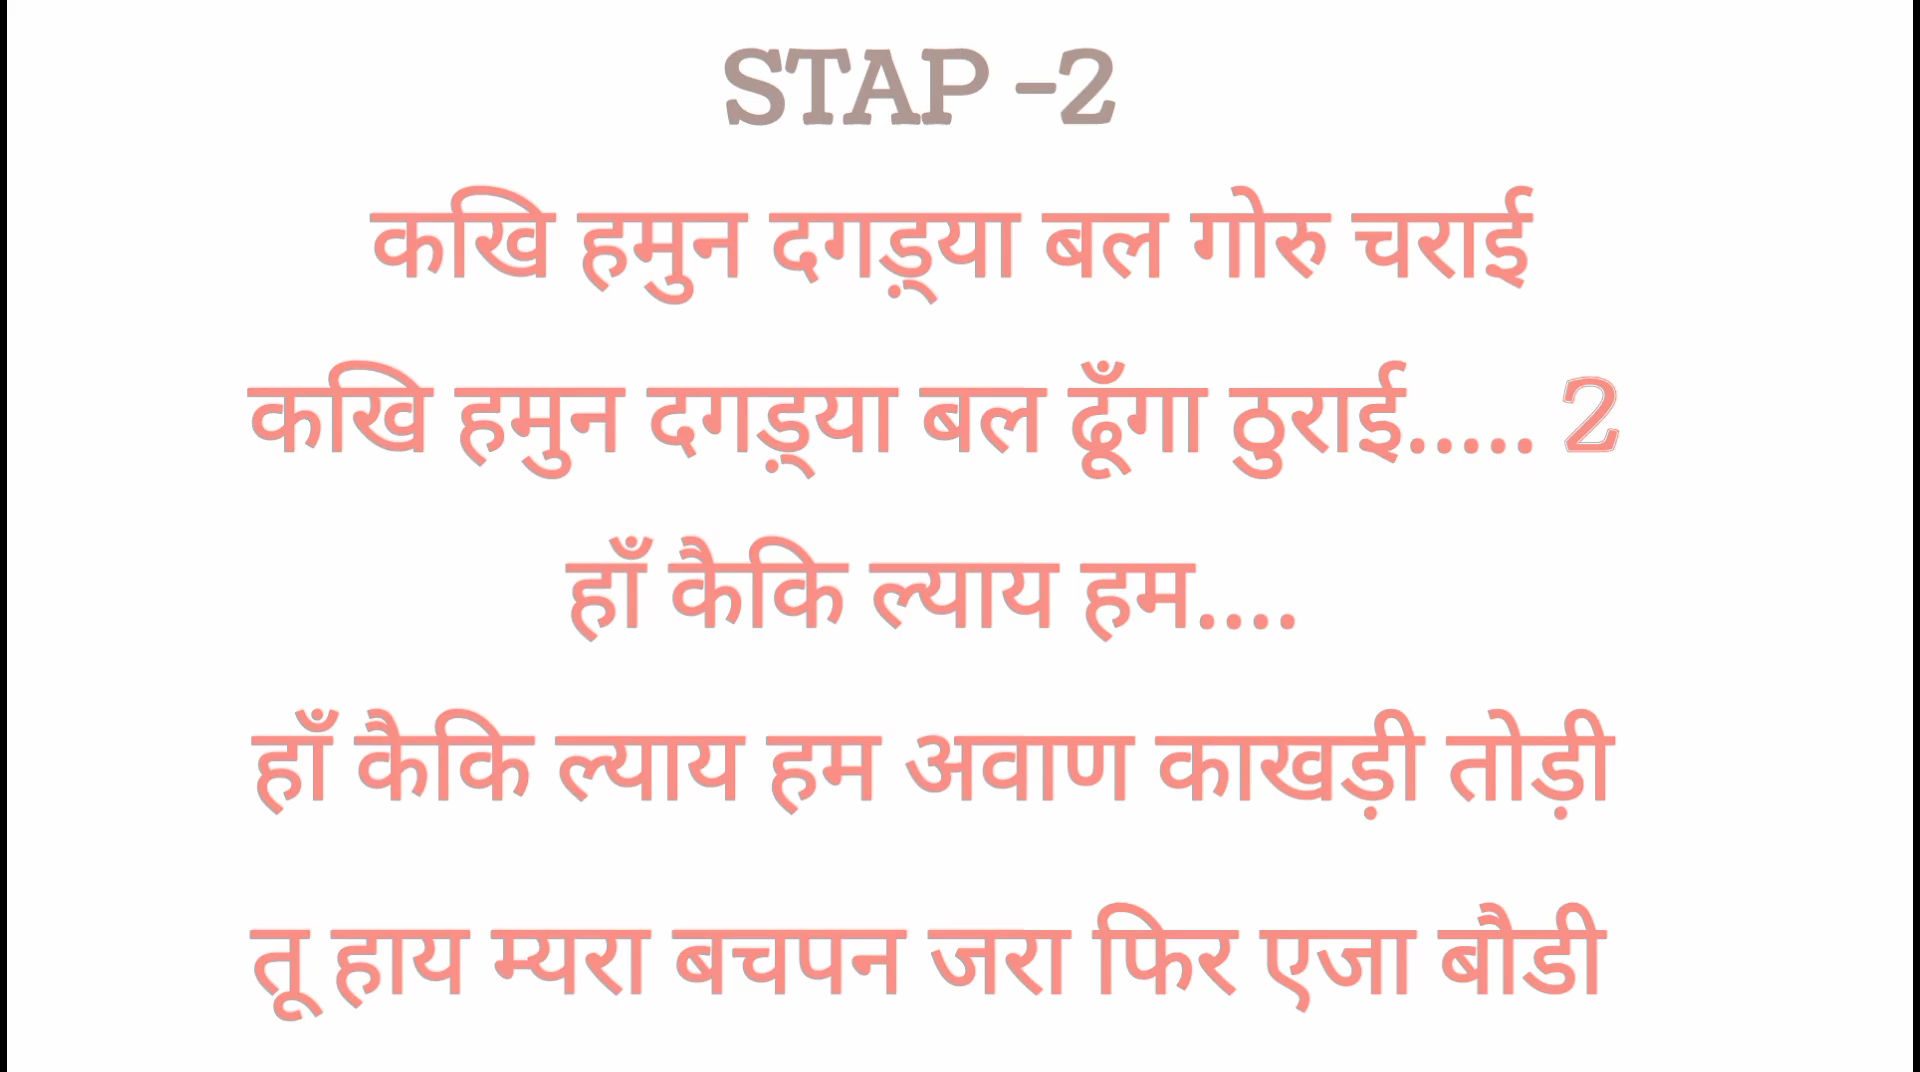 STAP -2
कखि हमुन दगड़्या बल गोरु चराई
कखि हमुन दगड़्या बल ढूँगा ठुराई..... 2
हाँ कैकि ल्याय हम....
हाँ कैकि ल्याय हम अवाण काखड़ी तोड़ी
तू हाय म्यरा बचपन जरा फिर एजा बौडी